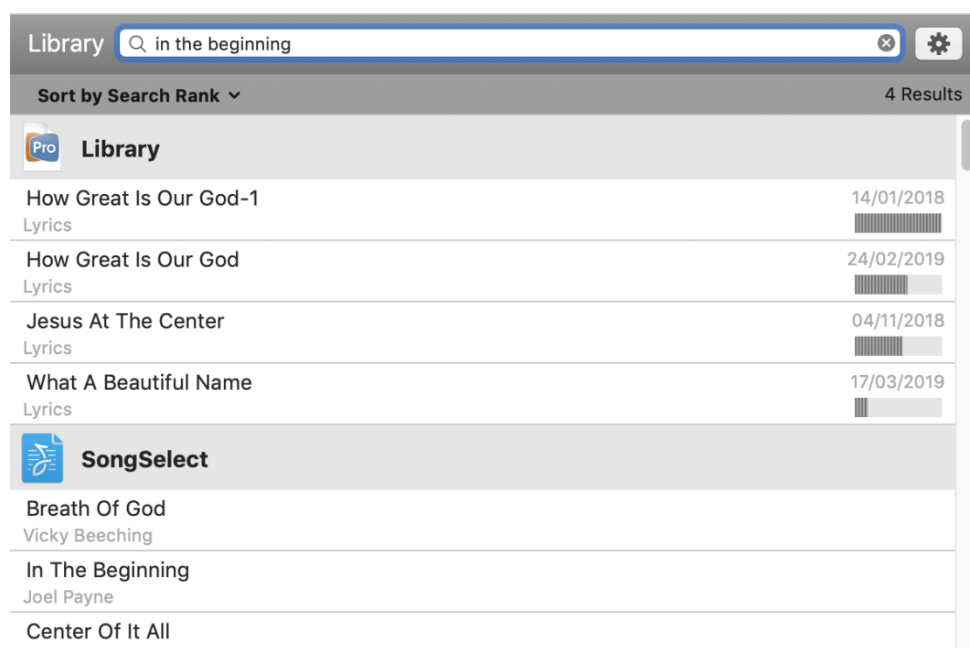 Library in the beginning
Sort by Search Rank 4 Results
Pro Library
How Great Is Our God-1 14/01/2018
Lyrics
How Great Is Our God 24/02/2019
Lyrics
Jesus At The Center 04/11/2018
Lyrics
What A Beautiful Name 17/03/2019
Lyrics
SongSelect
Breath Of God
Vicky Beeching
In The Beginning
Joel Payne
Center Of It All